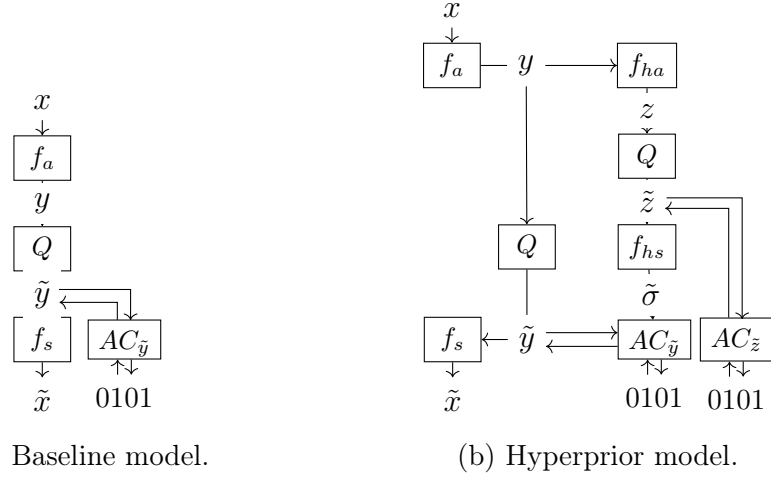 x
f_a
y
Q
ỹ
f_s AC_ỹ
x̃ 0101
Baseline model.
x
f_a y f_ha
z
Q
z̃
Q f_hs
σ̃
f_s ỹ AC_ỹ AC_z̃
x̃ 0101 0101
(b) Hyperprior model.